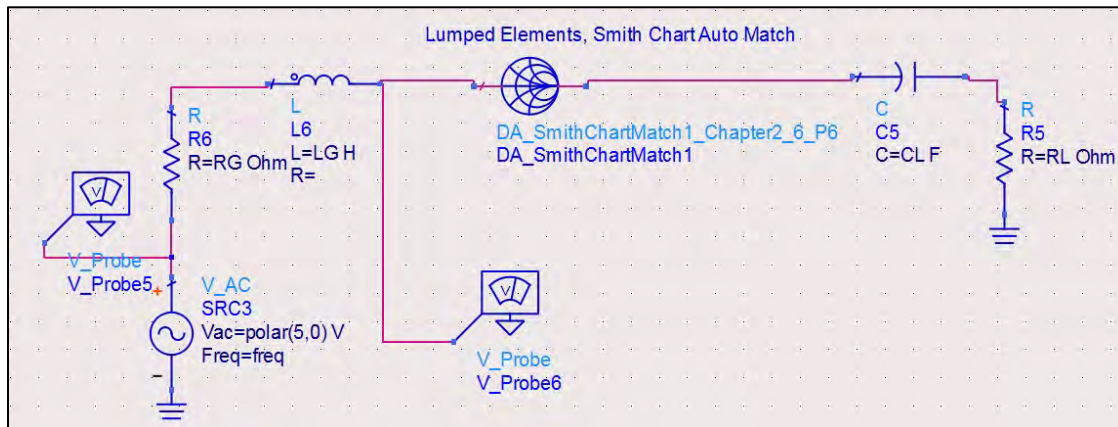 Lumped Elements, Smith Chart Auto Match
R
R6
R=RG Ohm
L
L6
L=LG H
R=
DA_SmithChartMatch1_Chapter2_6_P6
DA_SmithChartMatch1
C
C5
C=CL F
R
R5
R=RL Ohm
V
V_Probe
V_Probe5
+
V_AC
SRC3
Vac=polar(5,0) V
Freq=freq
–
V
V_Probe
V_Probe6